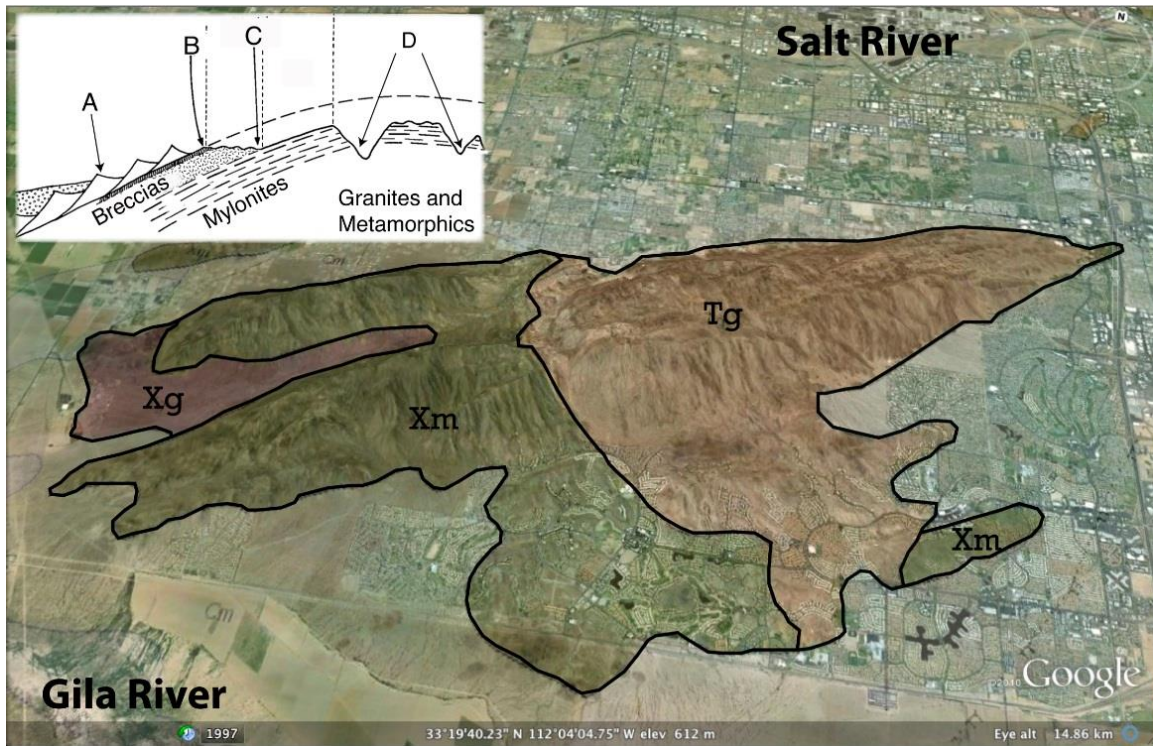 Salt River
A
B
C
D
Breccias
Mylonites
Granites and
Metamorphics
N
Tg
Xg
Xm
Xm
Gila River
©2010 Google
1997
33°19'40.23" N 112°04'04.75" W elev 612 m
Eye alt 14.86 km